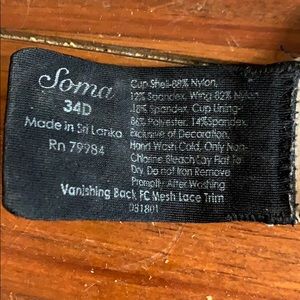 Soma
34D
Made in Sri Lanka
Rn 79984
Cup Shell-88% Nylon,
12% Spandex, Wing-82% Nylon
18% Spandex, Cup Lining-
86% Polyester, 14%Spandex.
Exclusive of Decoration.
Hand Wash Cold, Only Non-
Chlorine Bleach Lay Flat To
Dry. Do not Iron Remove
Promptly After Washing
Vanishing Back FC Mesh Lace Trim